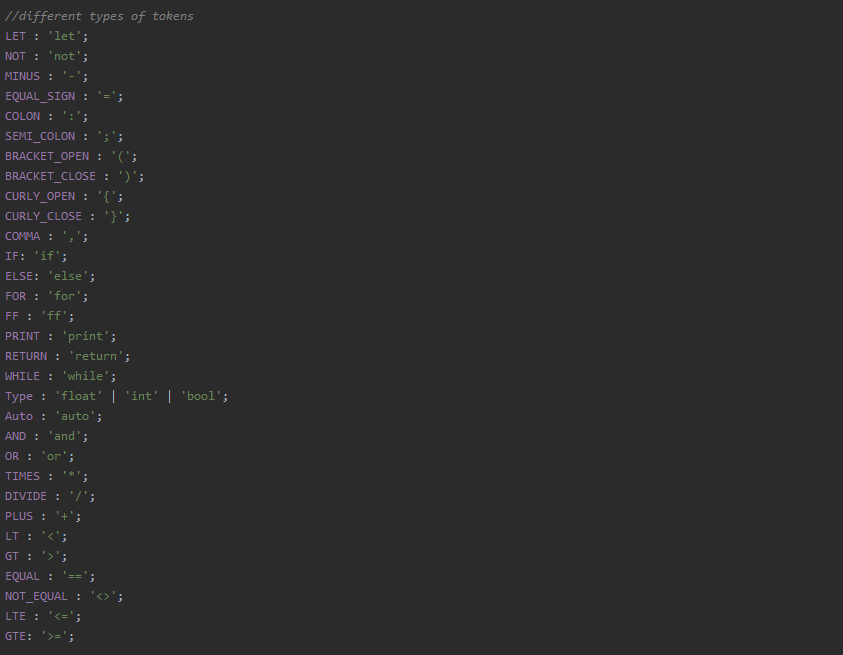 //different types of tokens
LET : 'let';
NOT : 'not';
MINUS : '-';
EQUAL_SIGN : '=';
COLON : ':';
SEMI_COLON : ';';
BRACKET_OPEN : '(';
BRACKET_CLOSE : ')';
CURLY_OPEN : '{';
CURLY_CLOSE : '}';
COMMA : ',';
IF: 'if';
ELSE: 'else';
FOR : 'for';
FF : 'ff';
PRINT : 'print';
RETURN : 'return';
WHILE : 'while';
Type : 'float' | 'int' | 'bool';
Auto : 'auto';
AND : 'and';
OR : 'or';
TIMES : '*';
DIVIDE : '/';
PLUS : '+';
LT : '<';
GT : '>';
EQUAL : '==';
NOT_EQUAL : '<>';
LTE : '<=';
GTE: '>=';